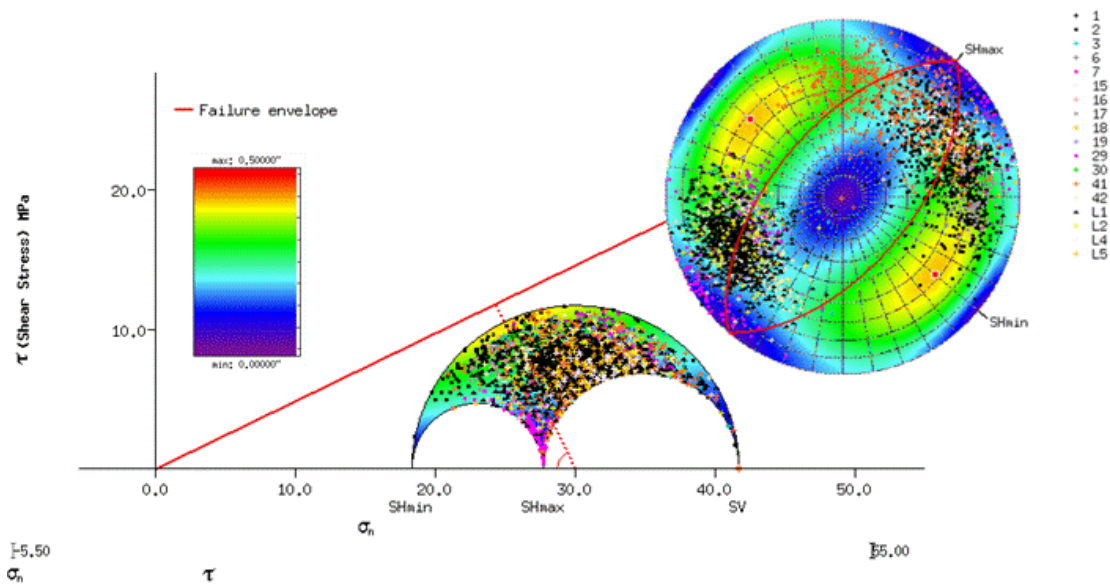 Failure envelope
max: 0.50000"
min: 0.00000"
τ (Shear Stress) MPa
20.0
10.0
0.0 10.0 20.0 30.0 40.0 50.0
SHmin SHmax SV
σn
SHmax
SHmin
1
2
3
6
7
15
16
17
18
19
29
30
41
42
L1
L2
L4
L5
-5.50
55.00
σn τ